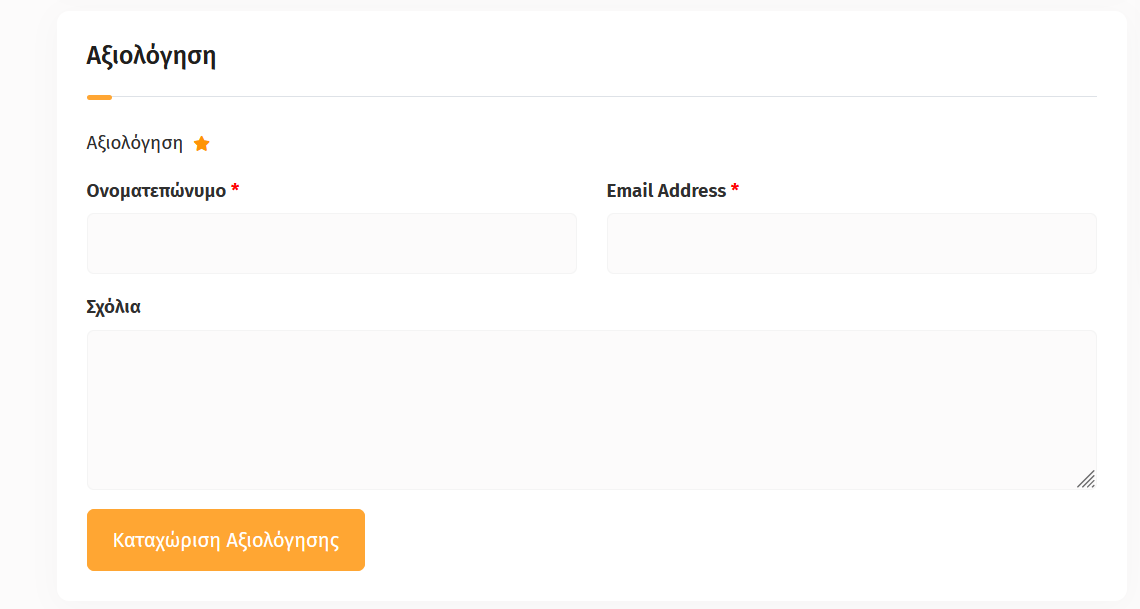 Αξιολόγηση
Αξιολόγηση
Ονοματεπώνυμο * Email Address *
Σχόλια
Καταχώριση Αξιολόγησης